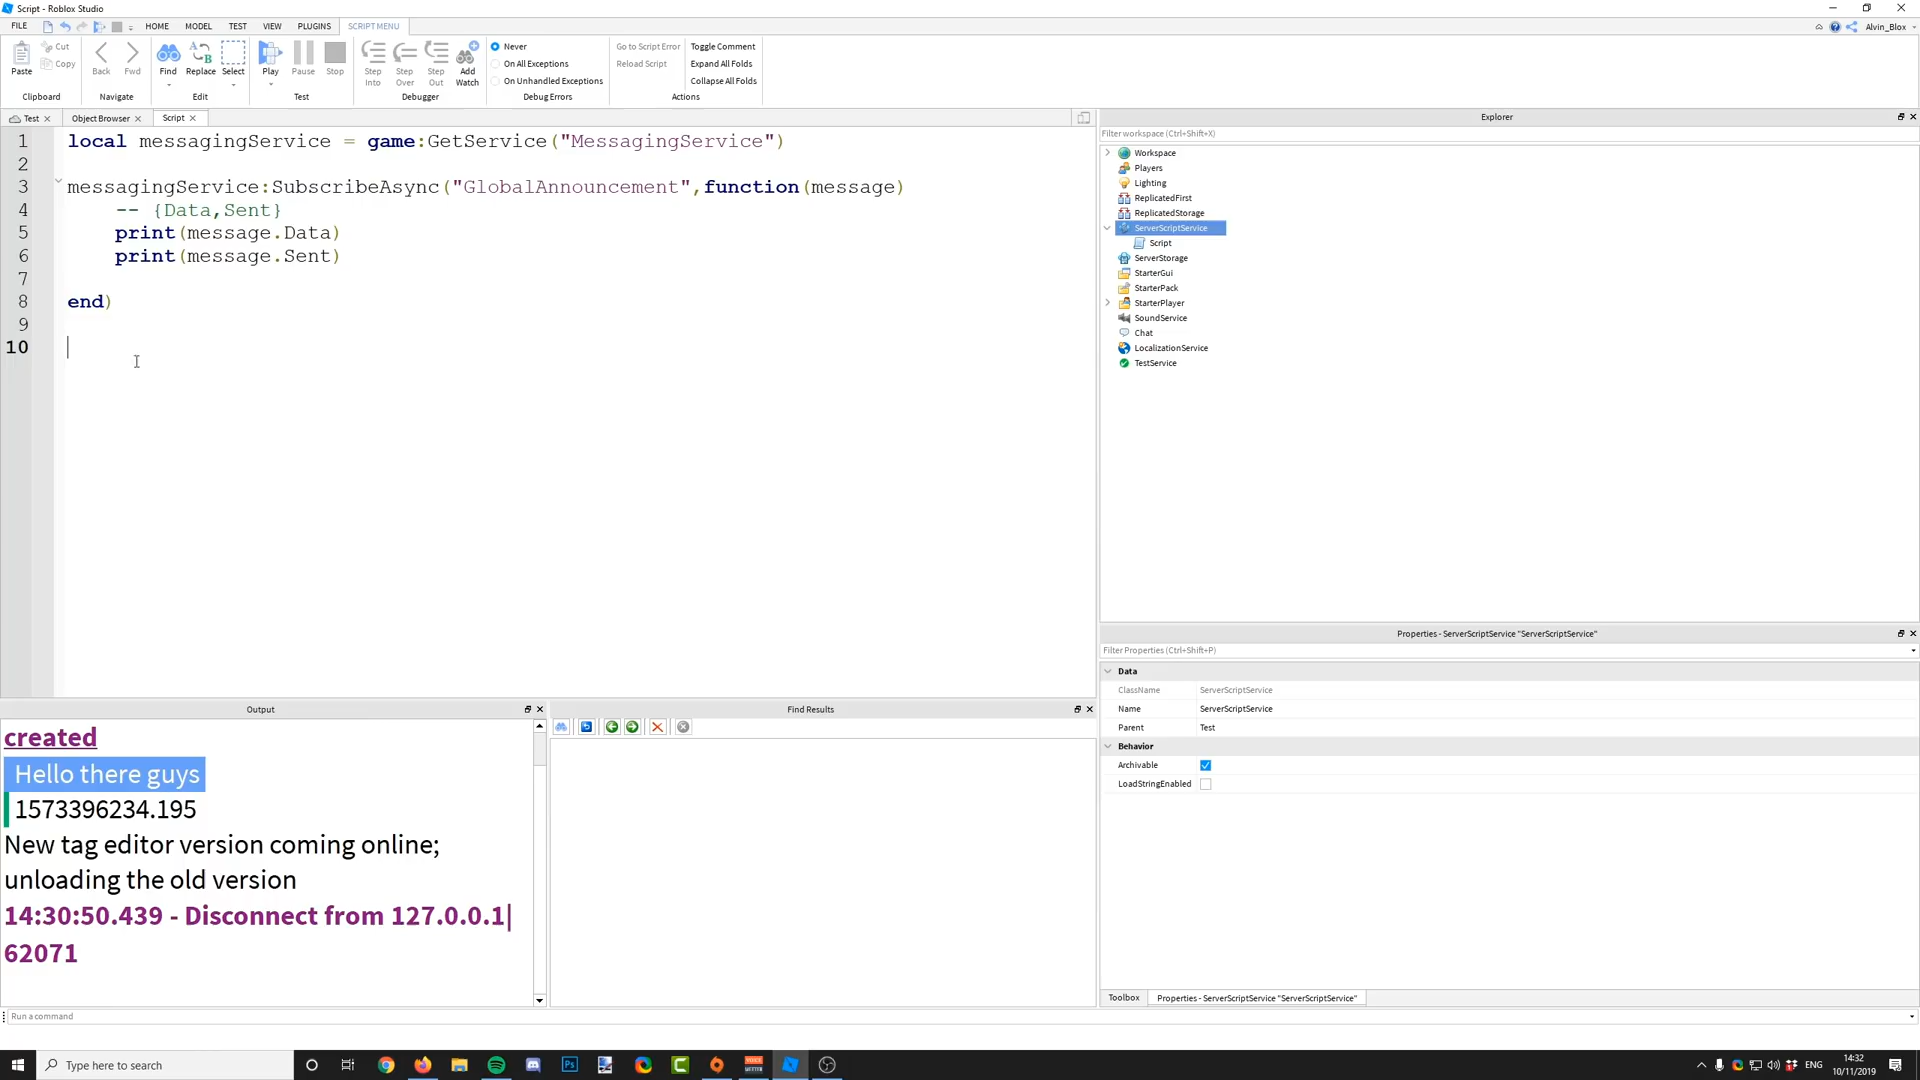 Script - Roblox Studio
FILE HOME MODEL TEST VIEW PLUGINS SCRIPT MENU Alvin_Blox
Paste Cut Copy Back Fwd Find Replace Select Play Pause Stop Step Into Step Over Step Out Add Watch
Never Go to Script Error Toggle Comment
On All Exceptions Reload Script Expand All Folds
On Unhandled Exceptions Collapse All Folds
Clipboard Navigate Edit Test Debugger Debug Errors Actions
Test Object Browser Script
1 local messagingService = game:GetService("MessagingService")
2
3 messagingService:SubscribeAsync("GlobalAnnouncement",function(message)
4 -- {Data,Sent}
5 print(message.Data)
6 print(message.Sent)
7
8 end)
9
10
Explorer
Filter workspace (Ctrl+Shift+X)
Workspace
Players
Lighting
ReplicatedFirst
ReplicatedStorage
ServerScriptService
Script
ServerStorage
StarterGui
StarterPack
StarterPlayer
SoundService
Chat
LocalizationService
TestService
Properties - ServerScriptService "ServerScriptService"
Filter Properties (Ctrl+Shift+P)
Data
ClassName ServerScriptService
Name ServerScriptService
Parent Test
Behavior
Archivable
LoadStringEnabled
Toolbox Properties - ServerScriptService "ServerScriptService"
Output
created
Hello there guys
1573396234.195
New tag editor version coming online;
unloading the old version
14:30:50.439 - Disconnect from 127.0.0.1|
62071
Find Results
Run a command
Type here to search
ENG
14:32
10/11/2019